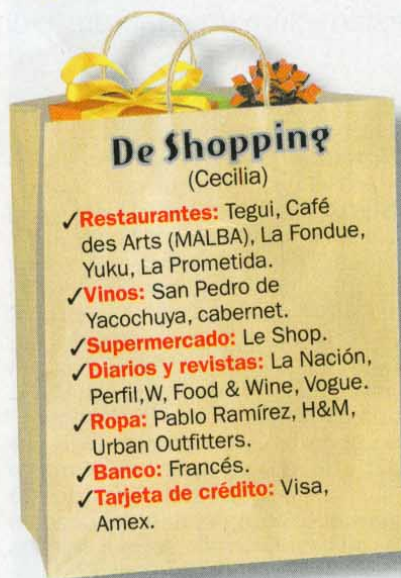 De Shopping
(Cecilia)
✓Restaurantes: Tegui, Café
des Arts (MALBA), La Fondue,
Yuku, La Prometida.
✓Vinos: San Pedro de
Yacochuya, cabernet.
✓Supermercado: Le Shop.
✓Diarios y revistas: La Nación,
Perfil,W, Food & Wine, Vogue.
✓Ropa: Pablo Ramírez, H&M,
Urban Outfitters.
✓Banco: Francés.
✓Tarjeta de crédito: Visa,
Amex.